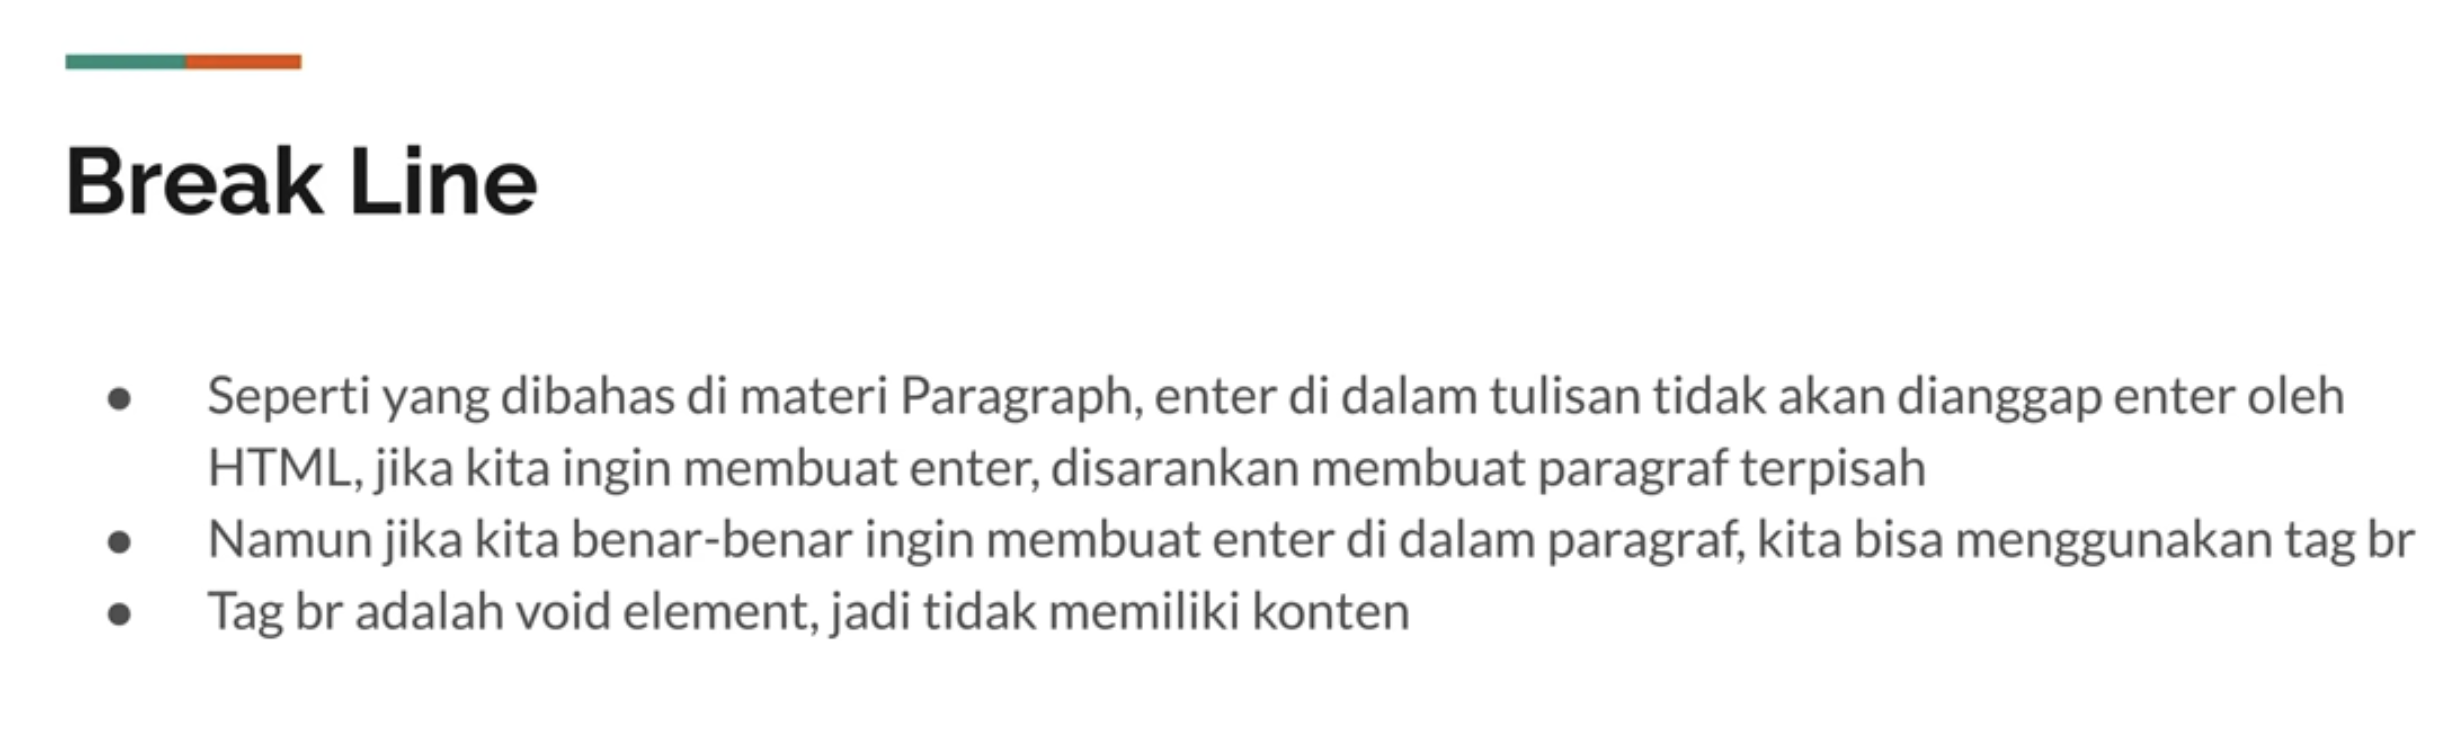 Break Line
● Seperti yang dibahas di materi Paragraph, enter di dalam tulisan tidak akan dianggap enter oleh
HTML, jika kita ingin membuat enter, disarankan membuat paragraf terpisah
● Namun jika kita benar-benar ingin membuat enter di dalam paragraf, kita bisa menggunakan tag br
● Tag br adalah void element, jadi tidak memiliki konten